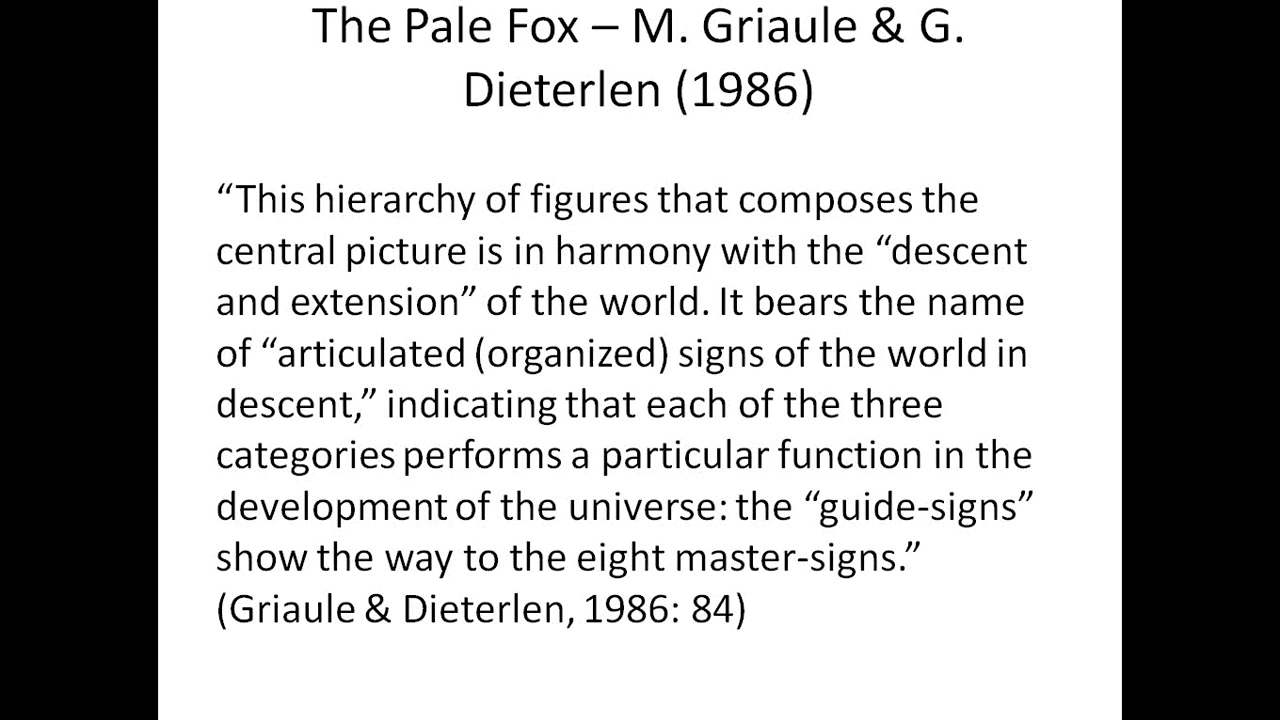 The Pale Fox – M. Griaule & G.
Dieterlen (1986)
“This hierarchy of figures that composes the
central picture is in harmony with the “descent
and extension” of the world. It bears the name
of “articulated (organized) signs of the world in
descent,” indicating that each of the three
categories performs a particular function in the
development of the universe: the “guide-signs”
show the way to the eight master-signs.”
(Griaule & Dieterlen, 1986: 84)